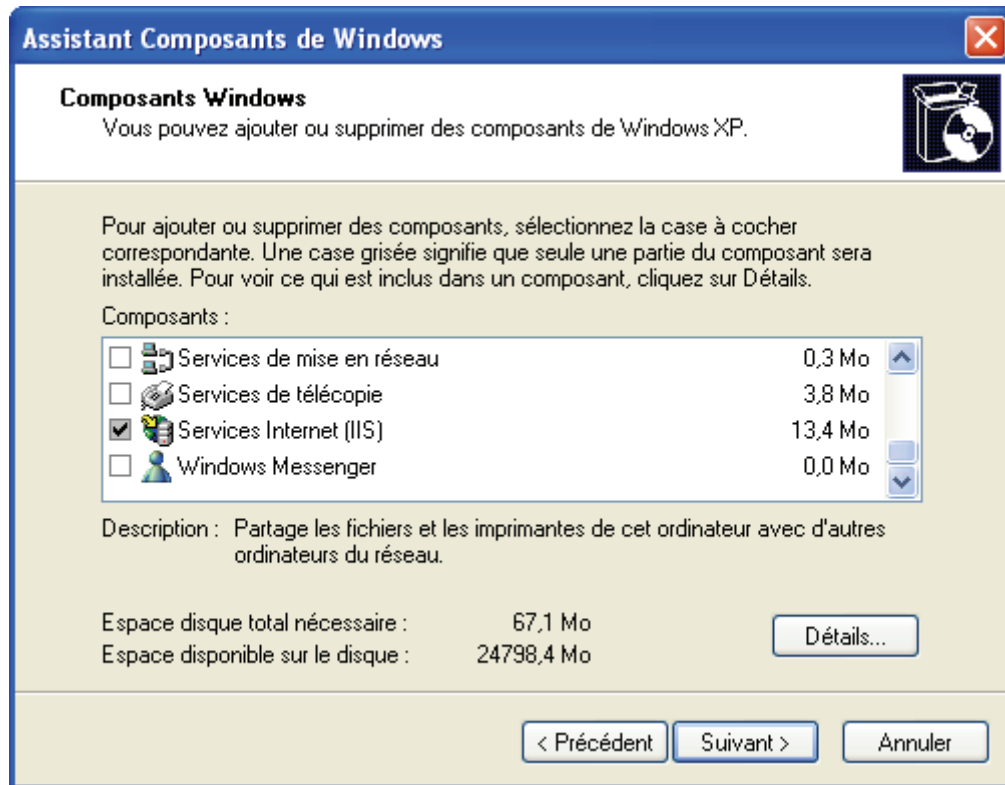 Assistant Composants de Windows
Composants Windows
Vous pouvez ajouter ou supprimer des composants de Windows XP.
Pour ajouter ou supprimer des composants, sélectionnez la case à cocher
correspondante. Une case grisée signifie que seule une partie du composant sera
installée. Pour voir ce qui est inclus dans un composant, cliquez sur Détails.
Composants :
Services de mise en réseau 0,3 Mo
Services de télécopie 3,8 Mo
Services Internet (IIS) 13,4 Mo
Windows Messenger 0,0 Mo
Description : Partage les fichiers et les imprimantes de cet ordinateur avec d'autres
ordinateurs du réseau.
Espace disque total nécessaire : 67,1 Mo
Espace disponible sur le disque : 24798,4 Mo
Détails...
< Précédent Suivant > Annuler